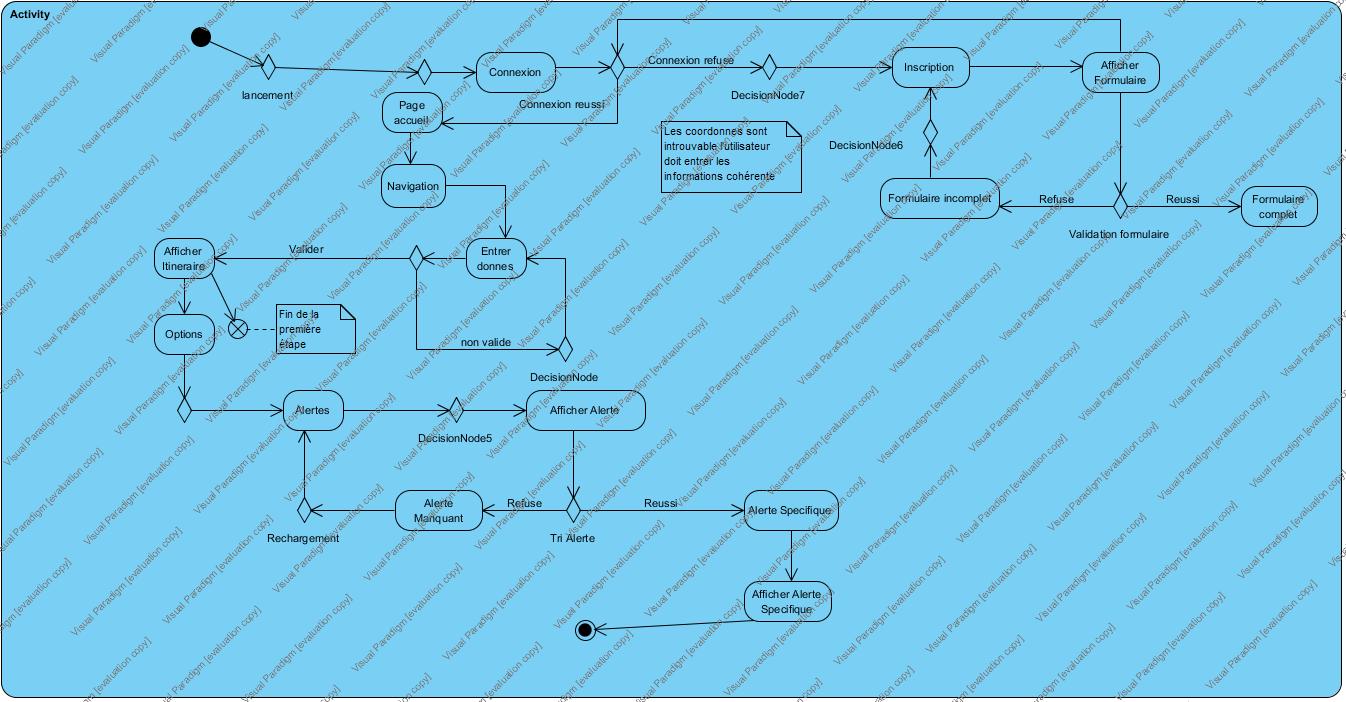 Activity
lancement
Connexion
Connexion refuse
DecisionNode7
Inscription
Afficher
Formulaire
Page
accueil
Connexion reussi
Les coordonnés sont
introuvable l'utilisateur
doit entrer les
informations cohérente
DecisionNode6
Navigation
Formulaire incomplet
Refuse
Reussi
Formulaire
complet
Validation formulaire
Afficher
Itineraire
Valider
Entrer
donnes
Options
Fin de la
première
étape
non valide
DecisionNode
Alertes
DecisionNode5
Afficher Alerte
Alerte
Manquant
Refuse
Reussi
Alerte Specifique
Rechargement
Tri Alerte
Afficher Alerte
Specifique
Visual Paradigm [evaluation copy]